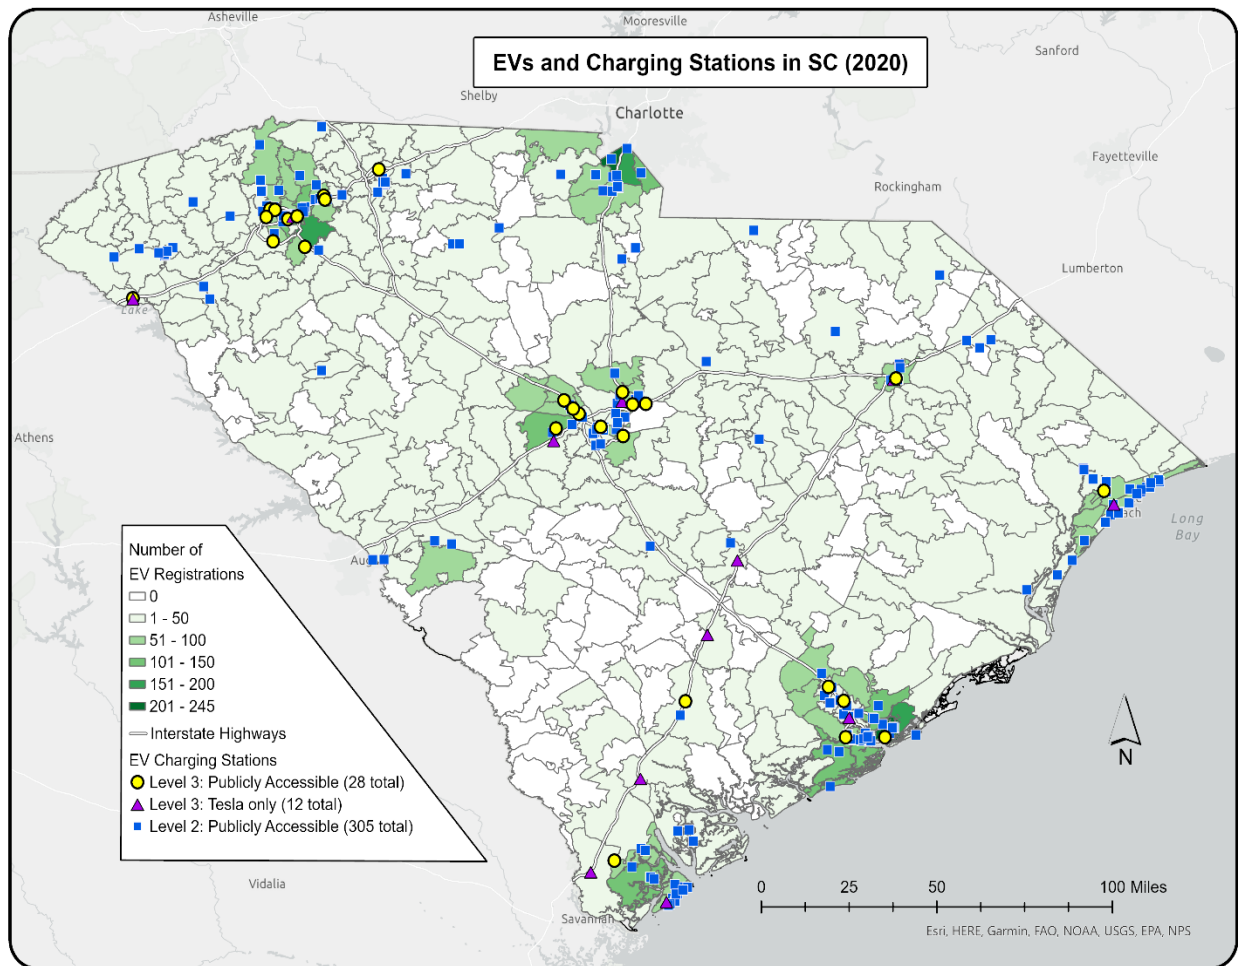 Asheville
Mooresville
Sanford
EVs and Charging Stations in SC (2020)
Shelby
Charlotte
Fayetteville
Rockingham
Lumberton
Lake
Athens
Long
Bay
Number of
EV Registrations
0
1 - 50
51 - 100
101 - 150
151 - 200
201 - 245
Interstate Highways
EV Charging Stations
Level 3: Publicly Accessible (28 total)
Level 3: Tesla only (12 total)
Level 2: Publicly Accessible (305 total)
N
Vidalia
Savannah
0 25 50 100 Miles
Esri, HERE, Garmin, FAO, NOAA, USGS, EPA, NPS